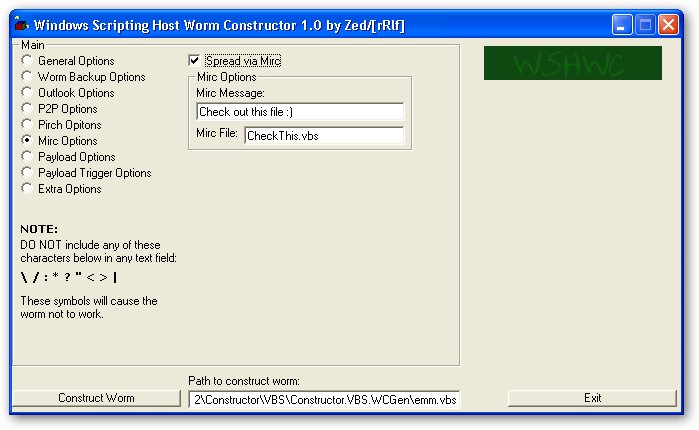 Windows Scripting Host Worm Constructor 1.0 by Zed/[rRlf]
Main
General Options
Worm Backup Options
Outlook Options
P2P Options
Pirch Opitons
Mirc Options
Payload Options
Payload Trigger Options
Extra Options
Spread via Mirc
Mirc Options
Mirc Message:
Check out this file :)
Mirc File: CheckThis.vbs
WSHWC
NOTE:
DO NOT include any of these
characters below in any text field:
\ / : * ? " < > |
These symbols will cause the
worm not to work.
Path to construct worm:
Construct Worm 2\Constructor\VBS\Constructor.VBS.WCGen\emm.vbs Exit